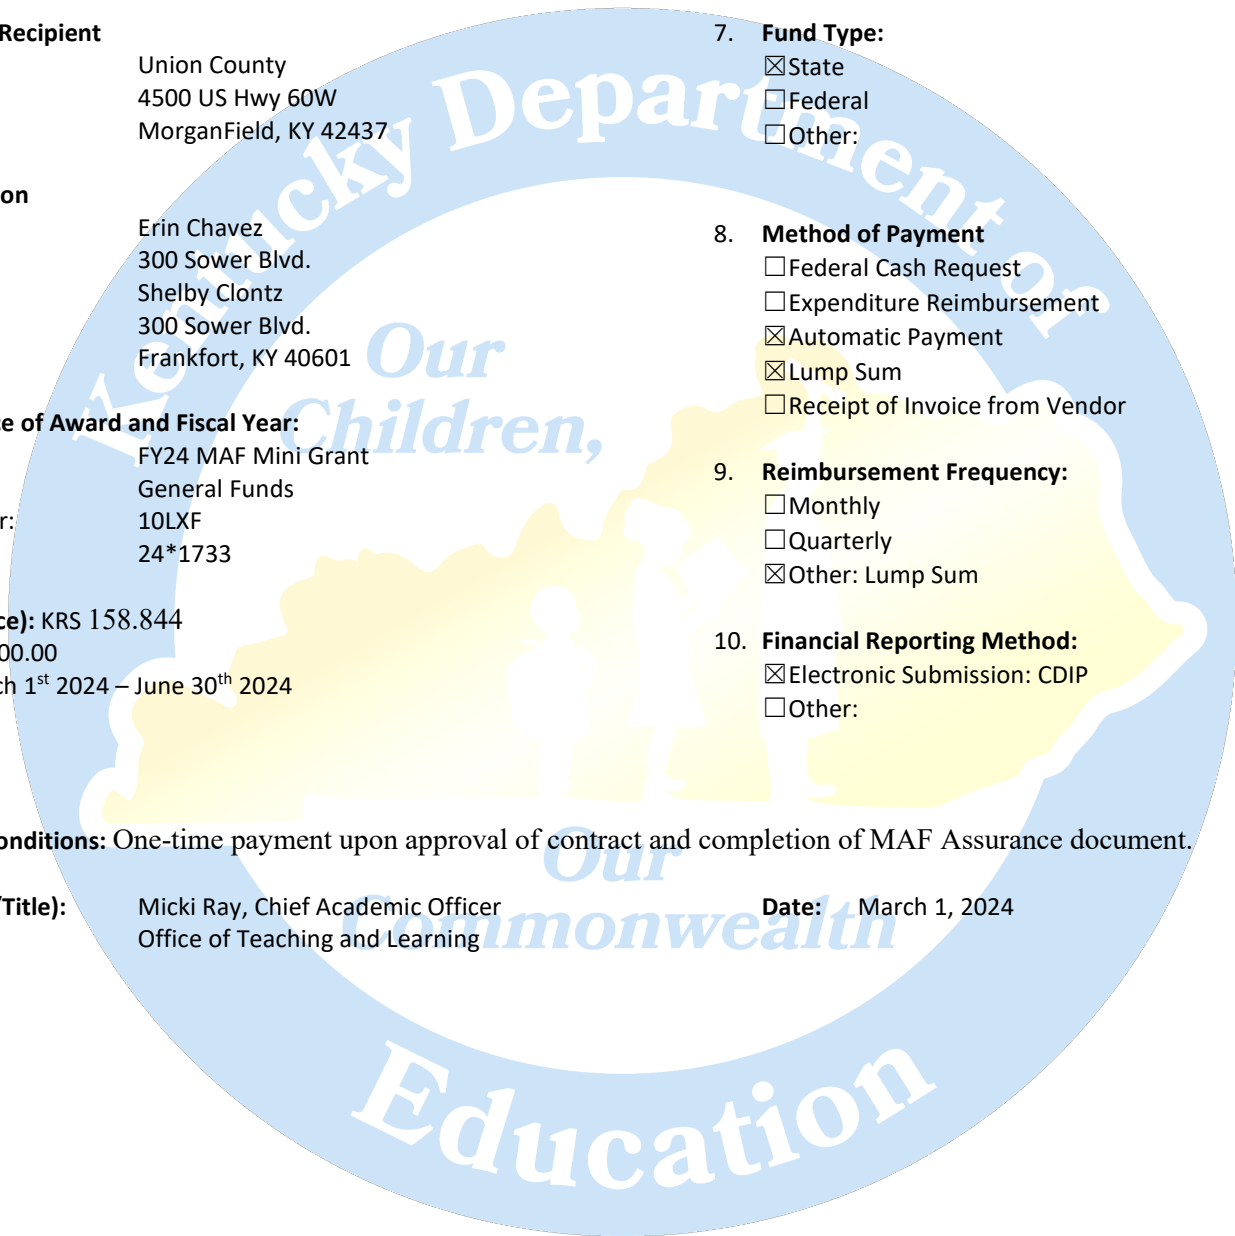 Recipient
Union County
4500 US Hwy 60W
MorganField, KY 42437
on
Erin Chavez
300 Sower Blvd.
Shelby Clontz
300 Sower Blvd.
Frankfort, KY 40601
ce of Award and Fiscal Year:
FY24 MAF Mini Grant
General Funds
r: 10LXF
24*1733
ce): KRS 158.844
00.00
ch 1st 2024 – June 30th 2024
7. Fund Type:
☒State
☐Federal
☐Other:
8. Method of Payment
☐Federal Cash Request
☐Expenditure Reimbursement
☒Automatic Payment
☒Lump Sum
☐Receipt of Invoice from Vendor
9. Reimbursement Frequency:
☐Monthly
☐Quarterly
☒Other: Lump Sum
10. Financial Reporting Method:
☒Electronic Submission: CDIP
☐Other:
onditions: One-time payment upon approval of contract and completion of MAF Assurance document.
/Title): Micki Ray, Chief Academic Officer Date: March 1, 2024
Office of Teaching and Learning
Kentucky Department of
Education
Our
Children,
Our
Commonwealth